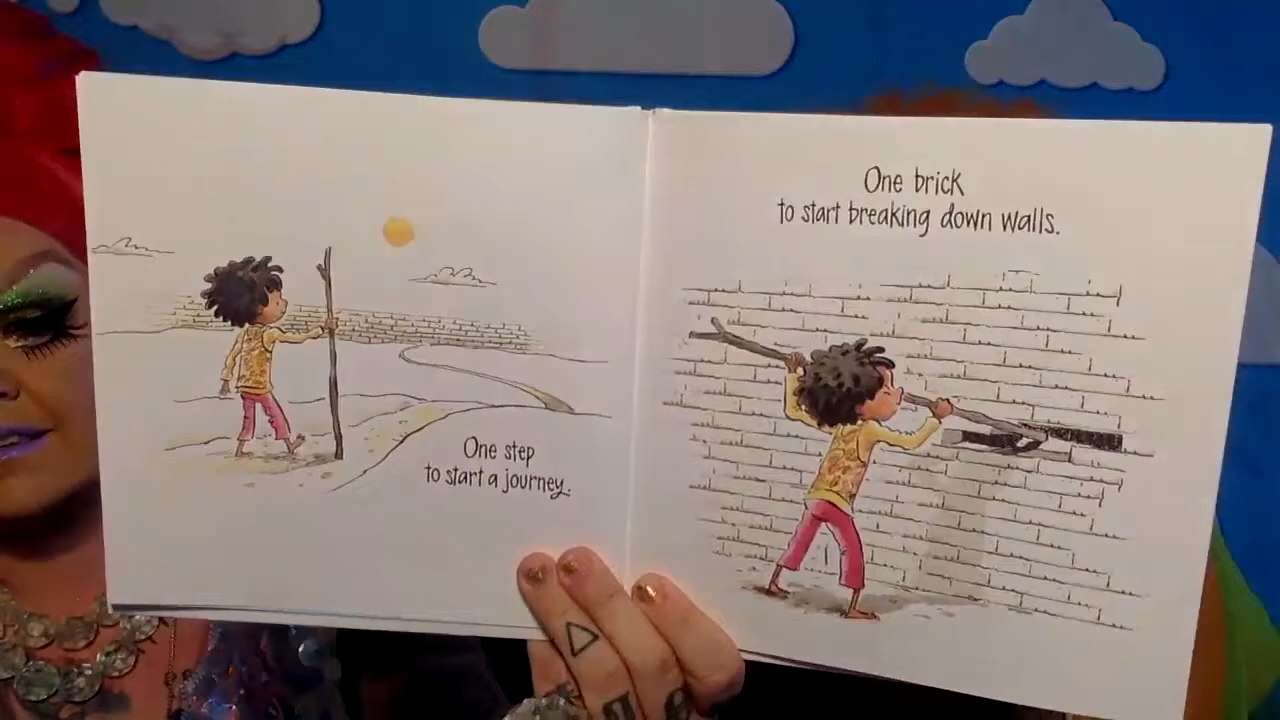 One step
to start a journey.
One brick
to start breaking down walls.